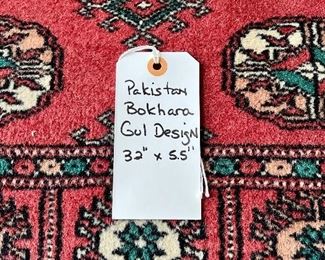 Pakistan
Bokhara
Gul Design
32" x 5.5"